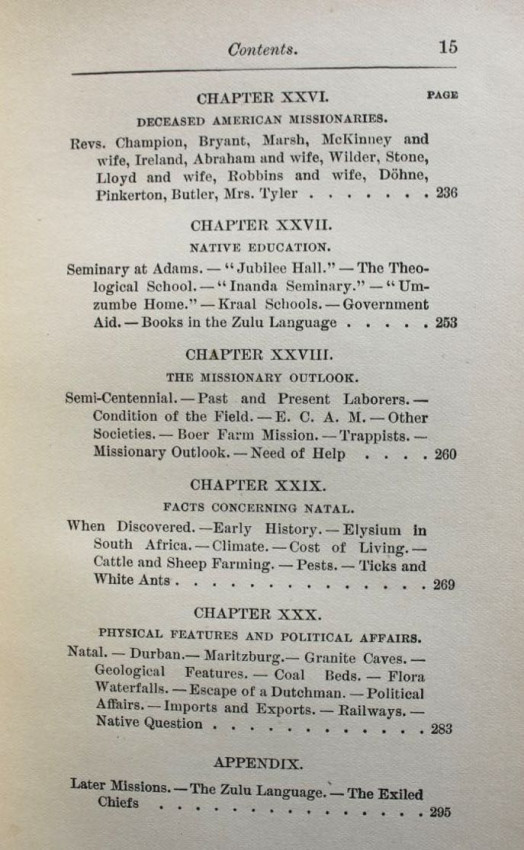 Contents. 15
CHAPTER XXVI. PAGE
DECEASED AMERICAN MISSIONARIES.
Revs. Champion, Bryant, Marsh, McKinney and
wife, Ireland, Abraham and wife, Wilder, Stone,
Lloyd and wife, Robbins and wife, Döhne,
Pinkerton, Butler, Mrs. Tyler . . . . . . . 236
CHAPTER XXVII.
NATIVE EDUCATION.
Seminary at Adams. — "Jubilee Hall." — The Theo-
logical School. — "Inanda Seminary." — "Um-
zumbe Home." — Kraal Schools. — Government
Aid. — Books in the Zulu Language . . . . . 253
CHAPTER XXVIII.
THE MISSIONARY OUTLOOK.
Semi-Centennial. — Past and Present Laborers. —
Condition of the Field. — E. C. A. M. — Other
Societies. — Boer Farm Mission. — Trappists. —
Missionary Outlook. — Need of Help . . . . 260
CHAPTER XXIX.
FACTS CONCERNING NATAL.
When Discovered. — Early History. — Elysium in
South Africa. — Climate. — Cost of Living. —
Cattle and Sheep Farming. — Pests. — Ticks and
White Ants . . . . . . . . . . . . . . 269
CHAPTER XXX.
PHYSICAL FEATURES AND POLITICAL AFFAIRS.
Natal. — Durban. — Maritzburg. — Granite Caves. —
Geological Features. — Coal Beds. — Flora
Waterfalls. — Escape of a Dutchman. — Political
Affairs. — Imports and Exports. — Railways. —
Native Question . . . . . . . . . . . . 283
APPENDIX.
Later Missions. — The Zulu Language. — The Exiled
Chiefs . . . . . . . . . . . . . . . 295